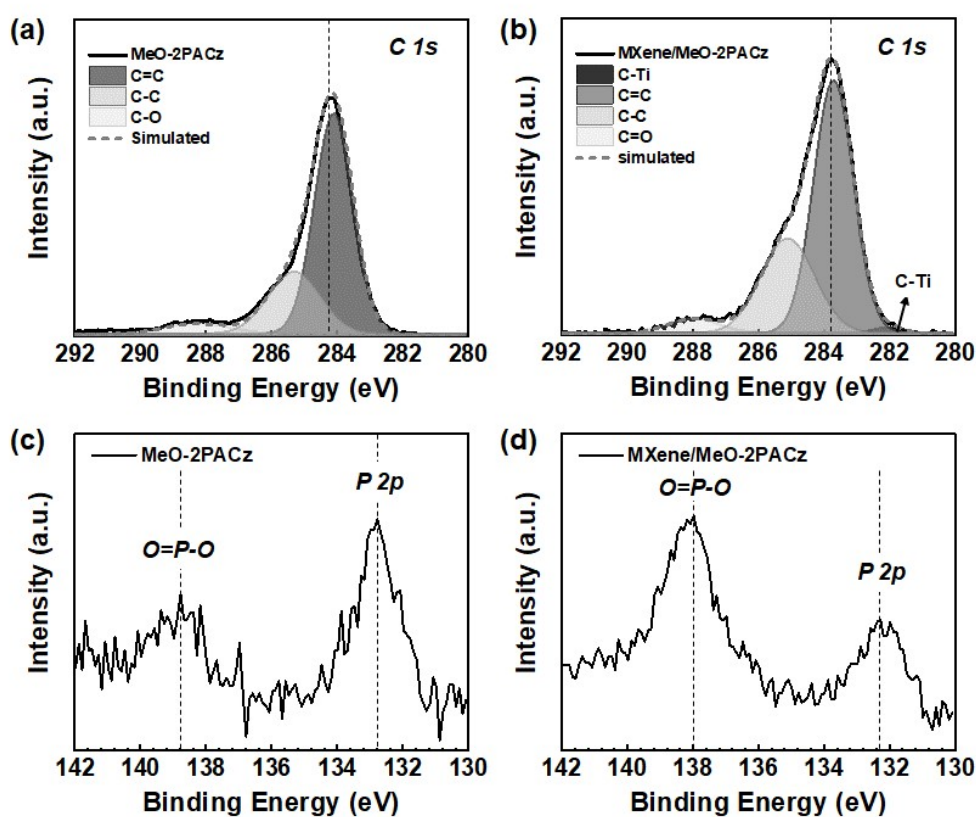 (a)
C 1s
MeO-2PACz
C=C
C-C
C-O
Simulated
Intensity (a.u.)
292 290 288 286 284 282 280
Binding Energy (eV)
(b)
C 1s
MXene/MeO-2PACz
C-Ti
C=C
C-C
C=O
simulated
C-Ti
Intensity (a.u.)
292 290 288 286 284 282 280
Binding Energy (eV)
(c)
MeO-2PACz
P 2p
O=P-O
Intensity (a.u.)
142 140 138 136 134 132 130
Binding Energy (eV)
(d)
MXene/MeO-2PACz
O=P-O
P 2p
Intensity (a.u.)
142 140 138 136 134 132 130
Binding Energy (eV)